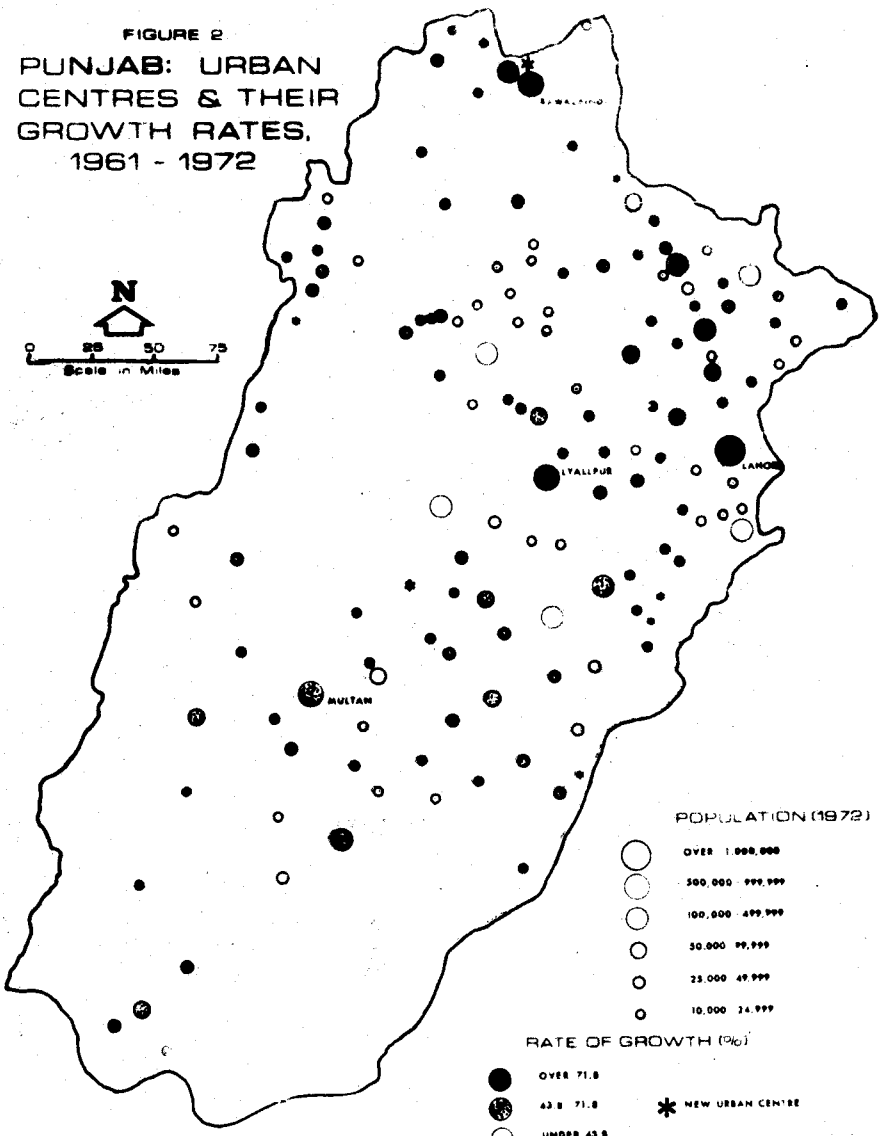 FIGURE 2
PUNJAB: URBAN
CENTRES & THEIR
GROWTH RATES,
1961 - 1972
N
0 25 50 75
Scale in Miles
RAWALPINDI
LYALLPUR
LAHORE
MULTAN
POPULATION (1972)
OVER 1,000,000
500,000 - 999,999
100,000 - 499,999
50,000 99,999
25,000 49,999
10,000 24,999
RATE OF GROWTH (%)
OVER 71.8
43.8 71.8
NEW URBAN CENTRE
UNDER 43.8